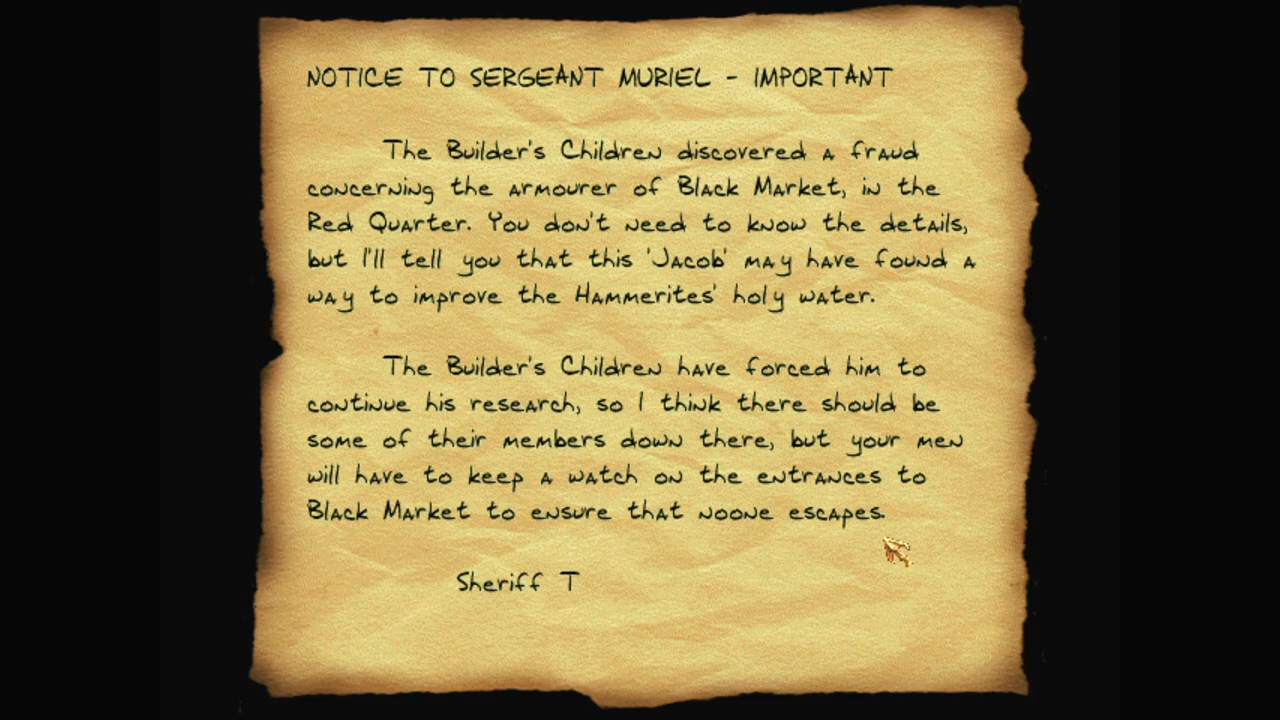 NOTICE TO SERGEANT MURIEL - IMPORTANT
The Builder's Children discovered a fraud
concerning the armourer of Black Market, in the
Red Quarter. You don't need to know the details,
but I'll tell you that this 'Jacob' may have found a
way to improve the Hammerites' holy water.
The Builder's Children have forced him to
continue his research, so I think there should be
some of their members down there, but your men
will have to keep a watch on the entrances to
Black Market to ensure that noone escapes.
Sheriff T